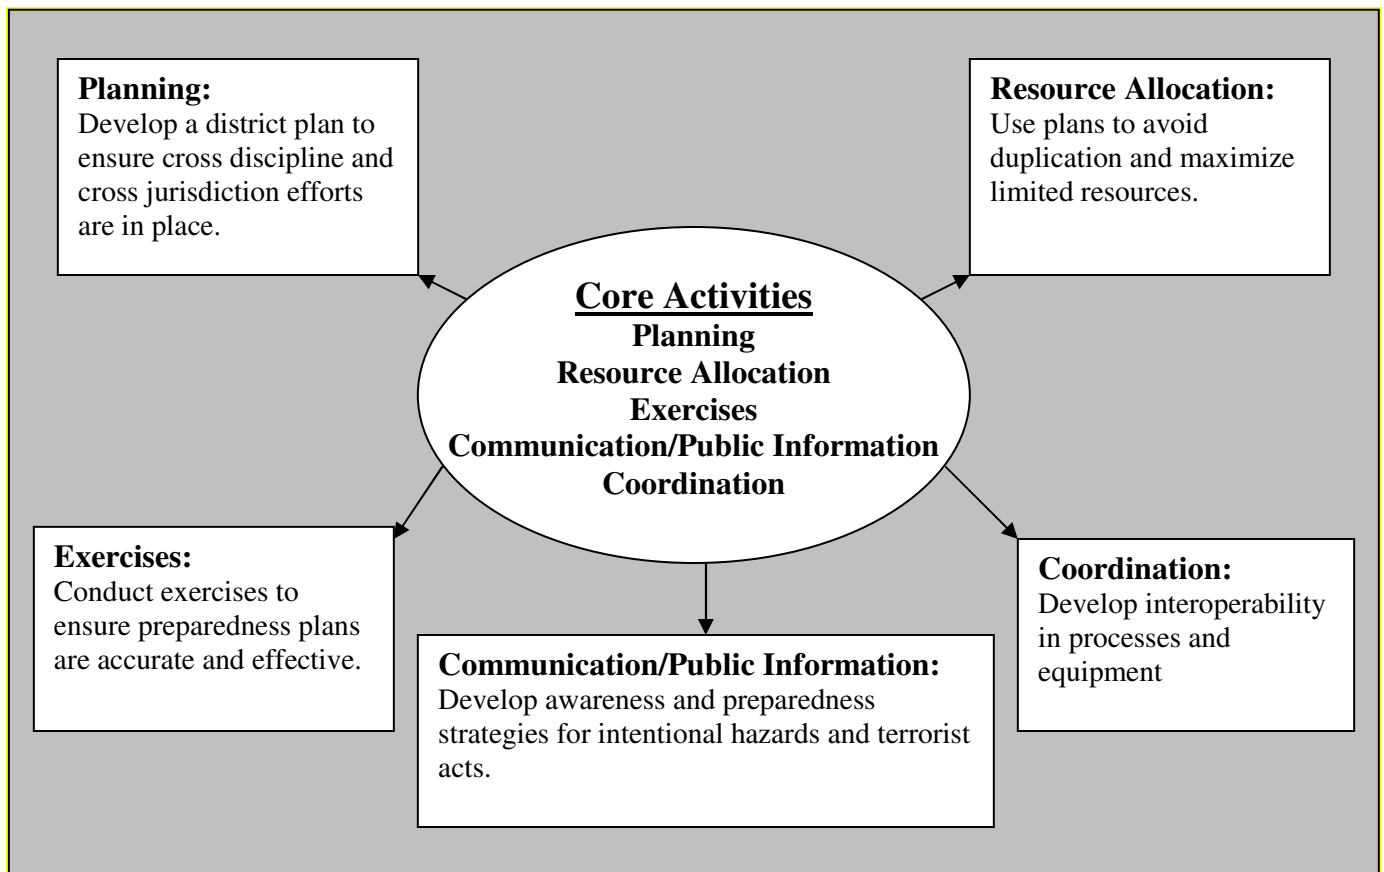 Planning:
Develop a district plan to
ensure cross discipline and
cross jurisdiction efforts
are in place.
Resource Allocation:
Use plans to avoid
duplication and maximize
limited resources.
Core Activities
Planning
Resource Allocation
Exercises
Communication/Public Information
Coordination
Exercises:
Conduct exercises to
ensure preparedness plans
are accurate and effective.
Communication/Public Information:
Develop awareness and preparedness
strategies for intentional hazards and terrorist
acts.
Coordination:
Develop interoperability
in processes and
equipment